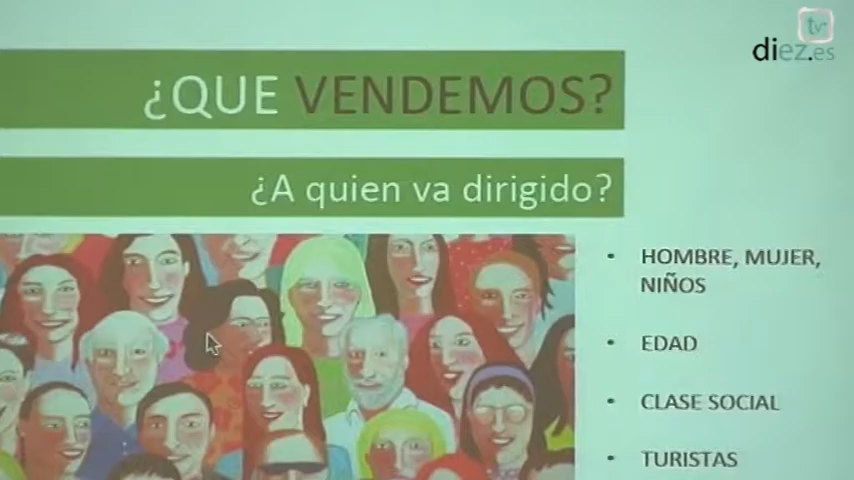 tv
diez.es
¿QUE VENDEMOS?
¿A quien va dirigido?
• HOMBRE, MUJER,
NIÑOS
• EDAD
• CLASE SOCIAL
• TURISTAS